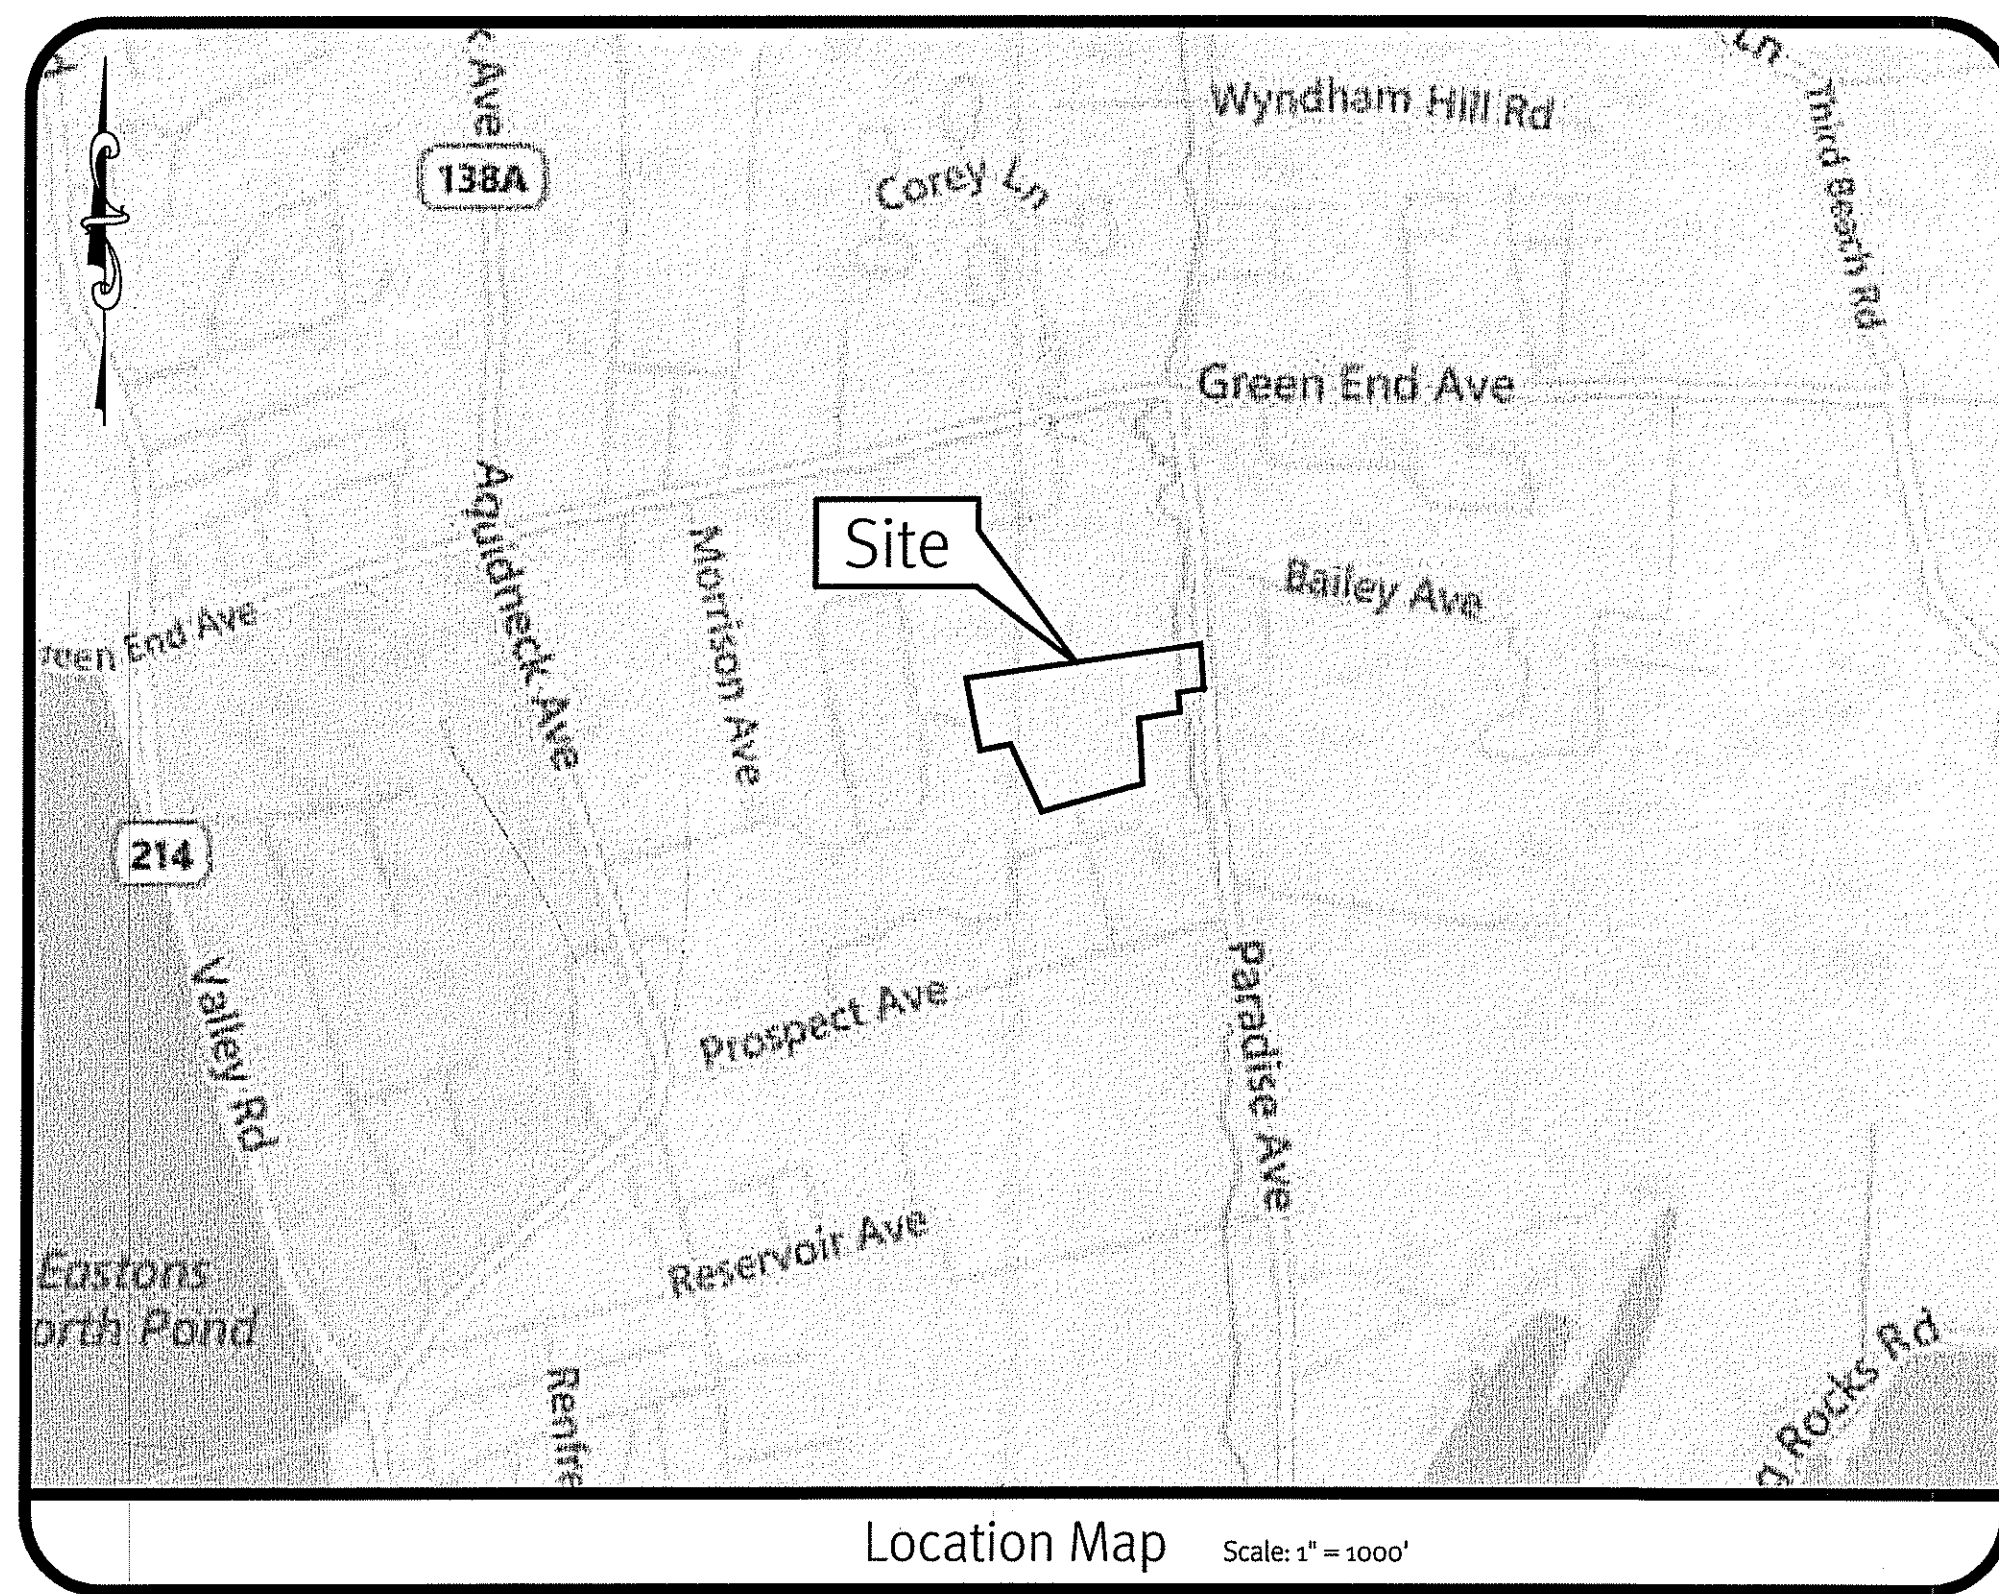 Ave
138A
Wyndham Hill Rd
Ln
Third Beach Rd
Corey Ln
Green End Ave
Aquidneck Ave
Morrison Ave
Site
Bailey Ave
End Ave
214
Valley Rd
Prospect Ave
Paradise Ave
Reservoir Ave
Eastons
orth Pond
Renfre
g Rocks Rd
Location Map
Scale: 1" = 1000'